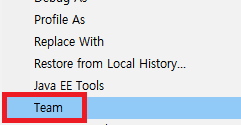 Profile As
Replace With
Restore from Local History...
Java EE Tools
Team